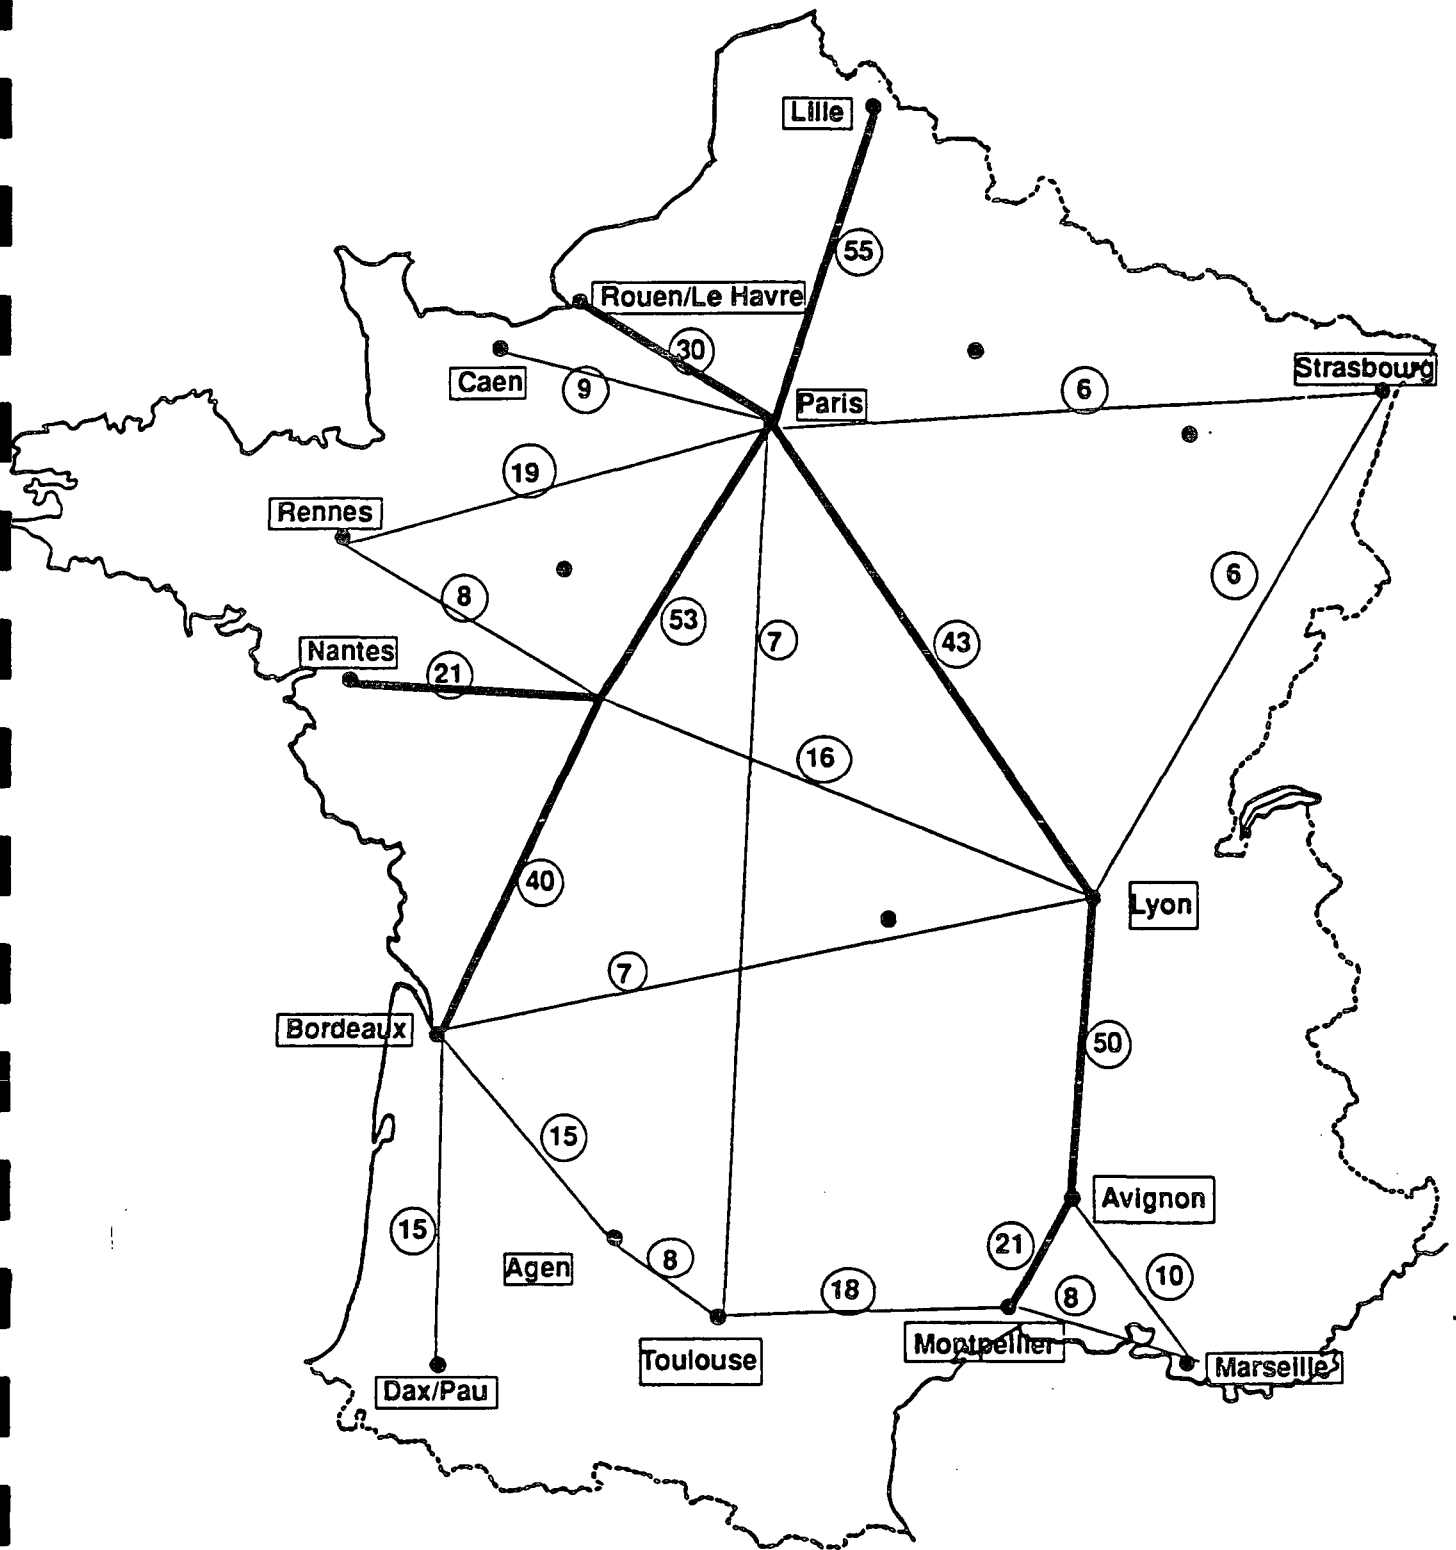 Lille
55
Rouen/Le Havre
30
Caen
9
Paris
Strasbourg
6
19
Rennes
8
53
7
43
6
Nantes
21
16
40
Lyon
7
Bordeaux
50
15
Avignon
15
21
10
Agen
8
18
8
Toulouse
Montpellier
Marseille
Dax/Pau